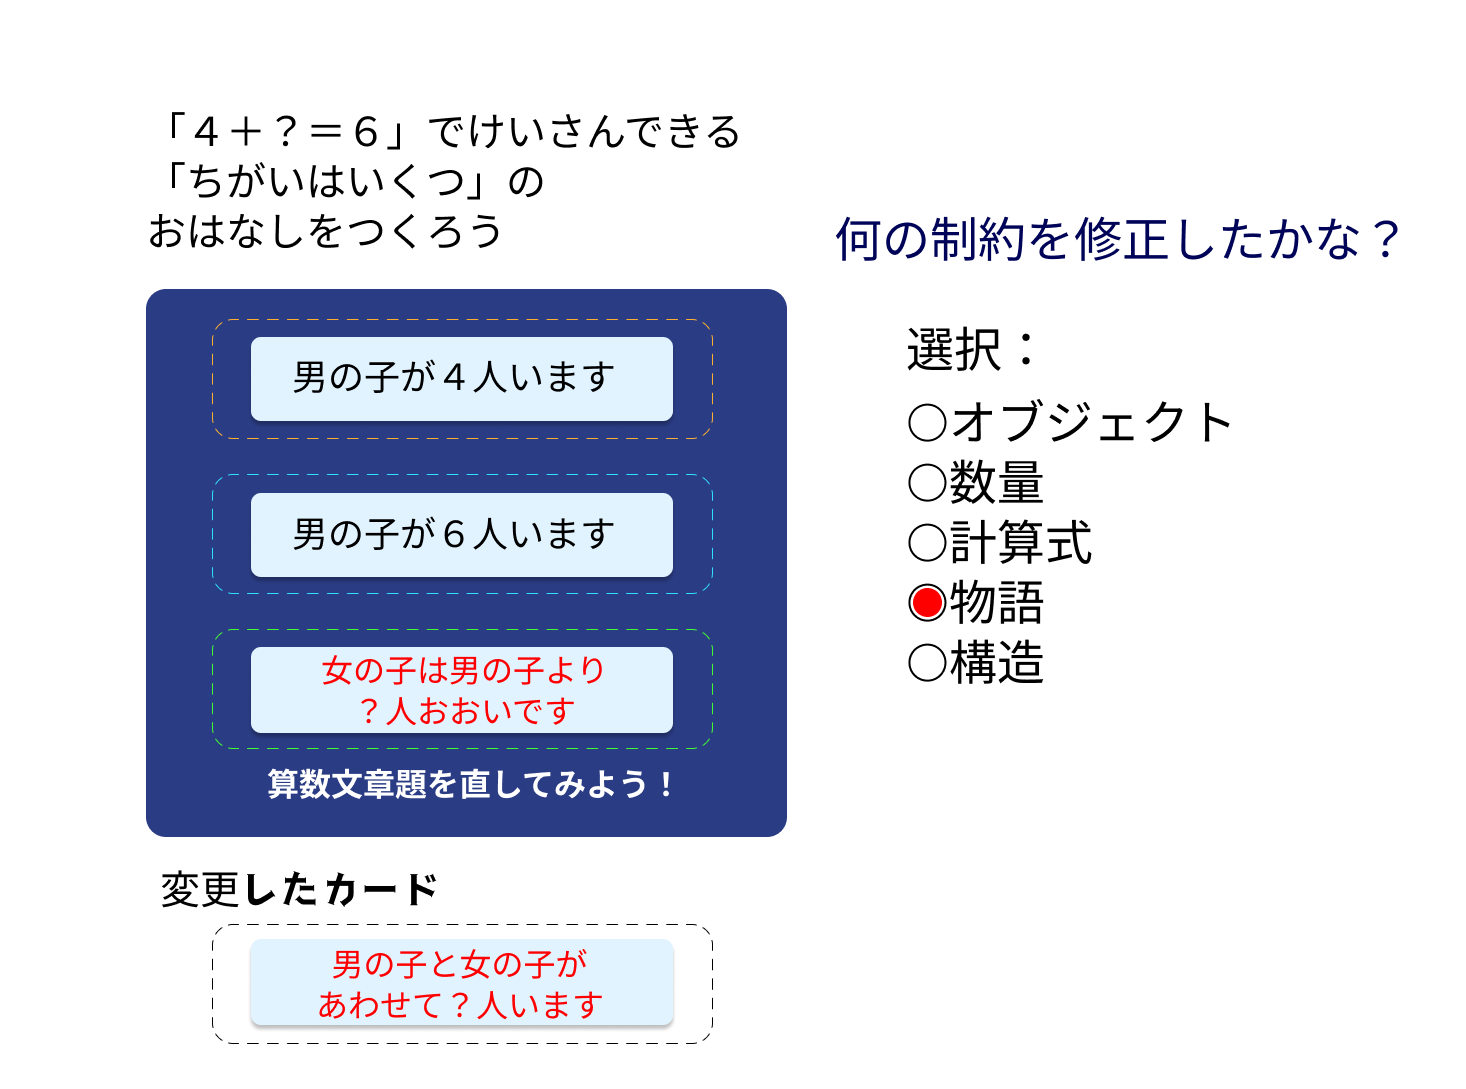 「４＋？＝６」でけいさんできる
「ちがいはいくつ」の
おはなしをつくろう
男の子が４人います
男の子が６人います
女の子は男の子より
？人おおいです
算数文章題を直してみよう！
変更したカード
男の子と女の子が
あわせて？人います
何の制約を修正したかな？
選択：
○オブジェクト
○数量
○計算式
◉物語
○構造